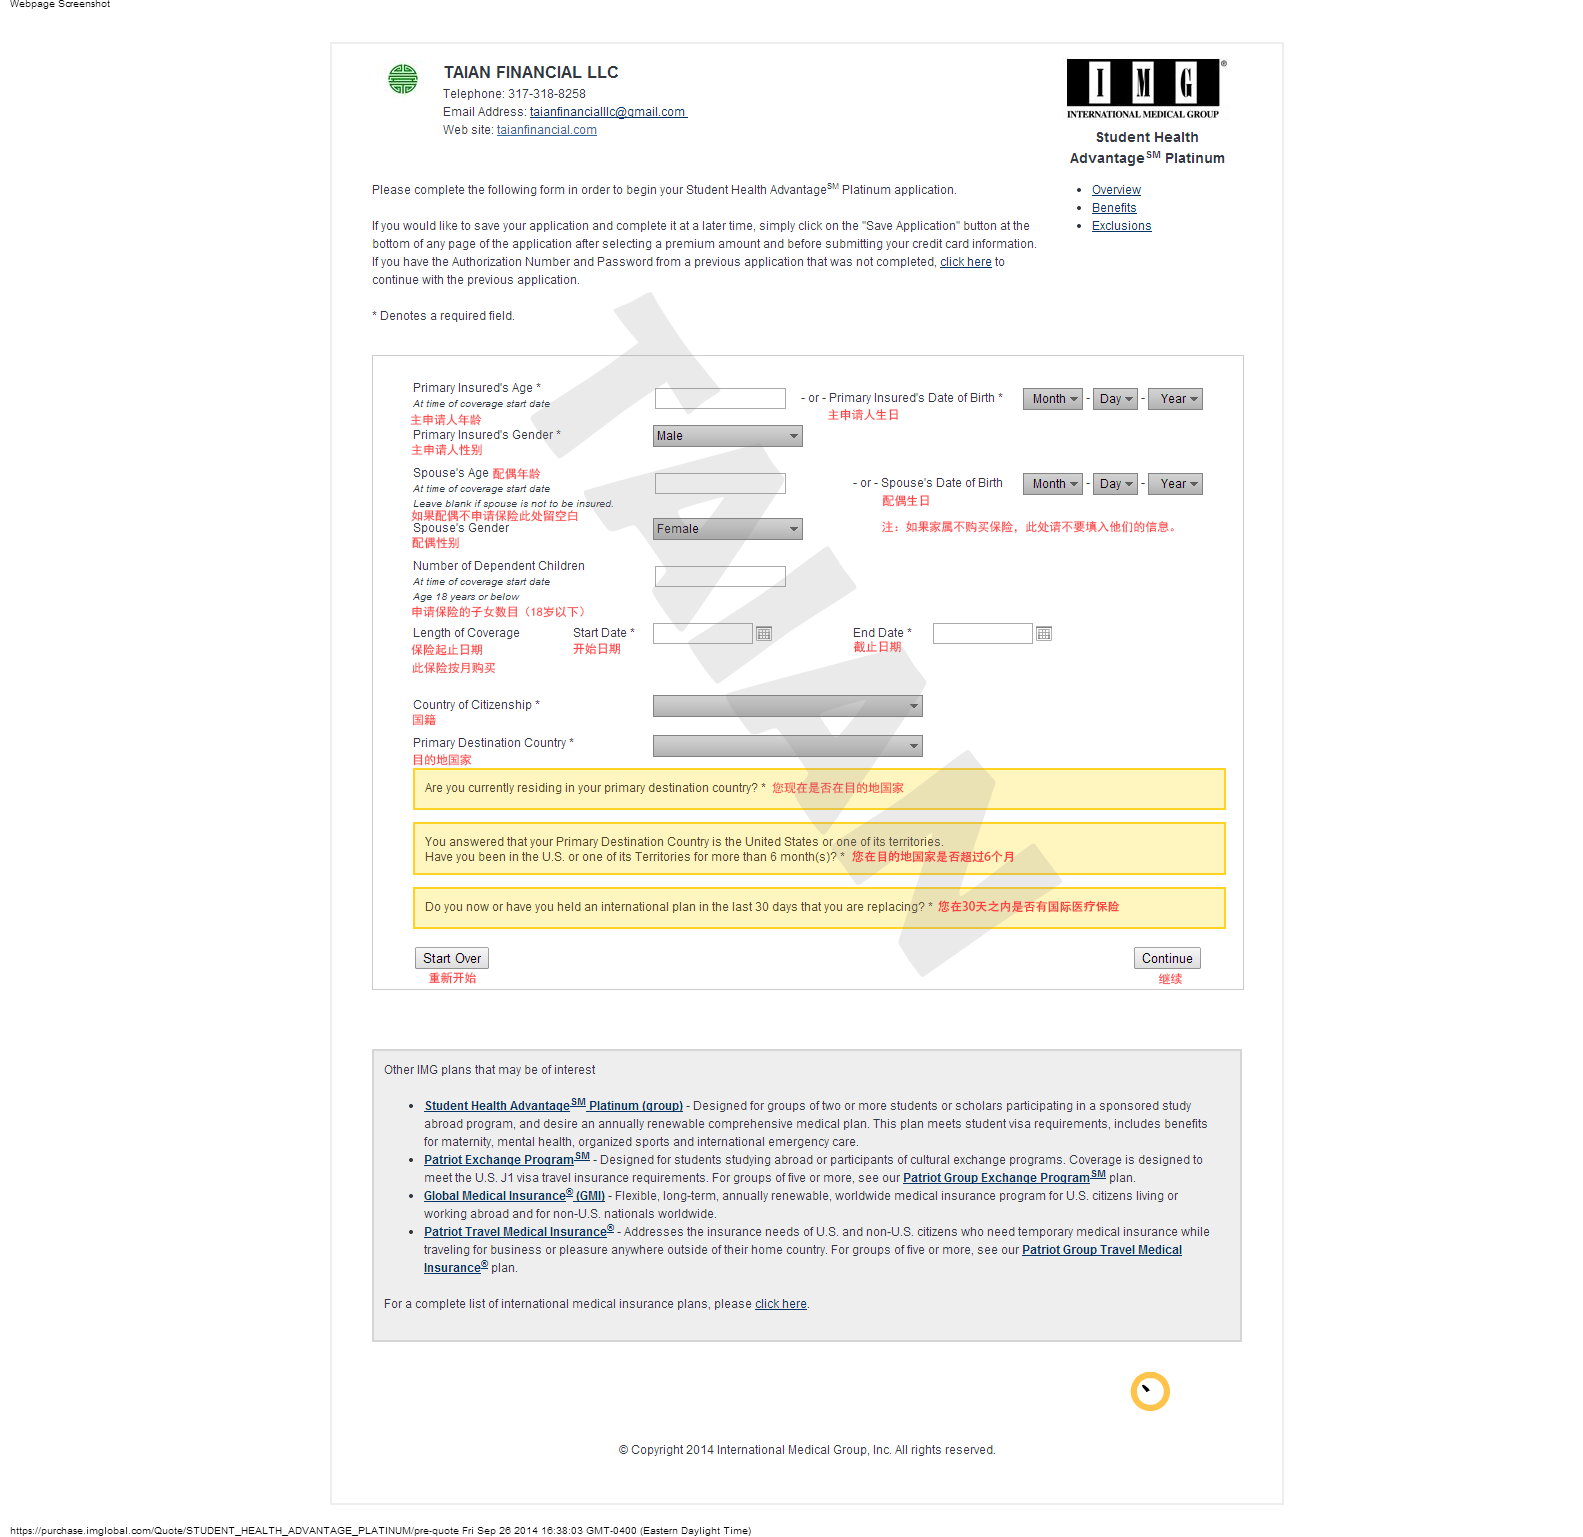 Webpage Screenshot
TAIAN FINANCIAL LLC
Telephone: 317-318-8258
Email Address: taianfinancialllc@gmail.com
Web site: taianfinancial.com
IMG®
INTERNATIONAL MEDICAL GROUP
Student Health
Advantage℠ Platinum
Overview
Benefits
Exclusions
Please complete the following form in order to begin your Student Health Advantage℠ Platinum application.
If you would like to save your application and complete it at a later time, simply click on the "Save Application" button at the
bottom of any page of the application after selecting a premium amount and before submitting your credit card information.
If you have the Authorization Number and Password from a previous application that was not completed, click here to
continue with the previous application.
* Denotes a required field.
TAIAN
Primary Insured's Age *
At time of coverage start date
主申请人年龄
- or - Primary Insured's Date of Birth * Month - Day - Year
主申请人生日
Primary Insured's Gender * Male
主申请人性别
Spouse's Age 配偶年龄
At time of coverage start date
Leave blank if spouse is not to be insured.
如果配偶不申请保险此处留空白
- or - Spouse's Date of Birth Month - Day - Year
配偶生日
注：如果家属不购买保险，此处请不要填入他们的信息。
Spouse's Gender Female
配偶性别
Number of Dependent Children
At time of coverage start date
Age 18 years or below
申请保险的子女数目（18岁以下）
Length of Coverage Start Date * End Date *
保险起止日期 开始日期 截止日期
此保险按月购买
Country of Citizenship *
国籍
Primary Destination Country *
目的地国家
Are you currently residing in your primary destination country? * 您现在是否在目的地国家
You answered that your Primary Destination Country is the United States or one of its territories.
Have you been in the U.S. or one of its Territories for more than 6 month(s)? * 您在目的地国家是否超过6个月
Do you now or have you held an international plan in the last 30 days that you are replacing? * 您在30天之内是否有国际医疗保险
Start Over Continue
重新开始 继续
Other IMG plans that may be of interest
Student Health Advantage℠ Platinum (group) - Designed for groups of two or more students or scholars participating in a sponsored study
abroad program, and desire an annually renewable comprehensive medical plan. This plan meets student visa requirements, includes benefits
for maternity, mental health, organized sports and international emergency care.
Patriot Exchange Program℠ - Designed for students studying abroad or participants of cultural exchange programs. Coverage is designed to
meet the U.S. J1 visa travel insurance requirements. For groups of five or more, see our Patriot Group Exchange Program℠ plan.
Global Medical Insurance® (GMI) - Flexible, long-term, annually renewable, worldwide medical insurance program for U.S. citizens living or
working abroad and for non-U.S. nationals worldwide.
Patriot Travel Medical Insurance® - Addresses the insurance needs of U.S. and non-U.S. citizens who need temporary medical insurance while
traveling for business or pleasure anywhere outside of their home country. For groups of five or more, see our Patriot Group Travel Medical
Insurance® plan.
For a complete list of international medical insurance plans, please click here.
© Copyright 2014 International Medical Group, Inc. All rights reserved.
https://purchase.imglobal.com/Quote/STUDENT_HEALTH_ADVANTAGE_PLATINUM/pre-quote Fri Sep 26 2014 16:38:03 GMT-0400 (Eastern Daylight Time)